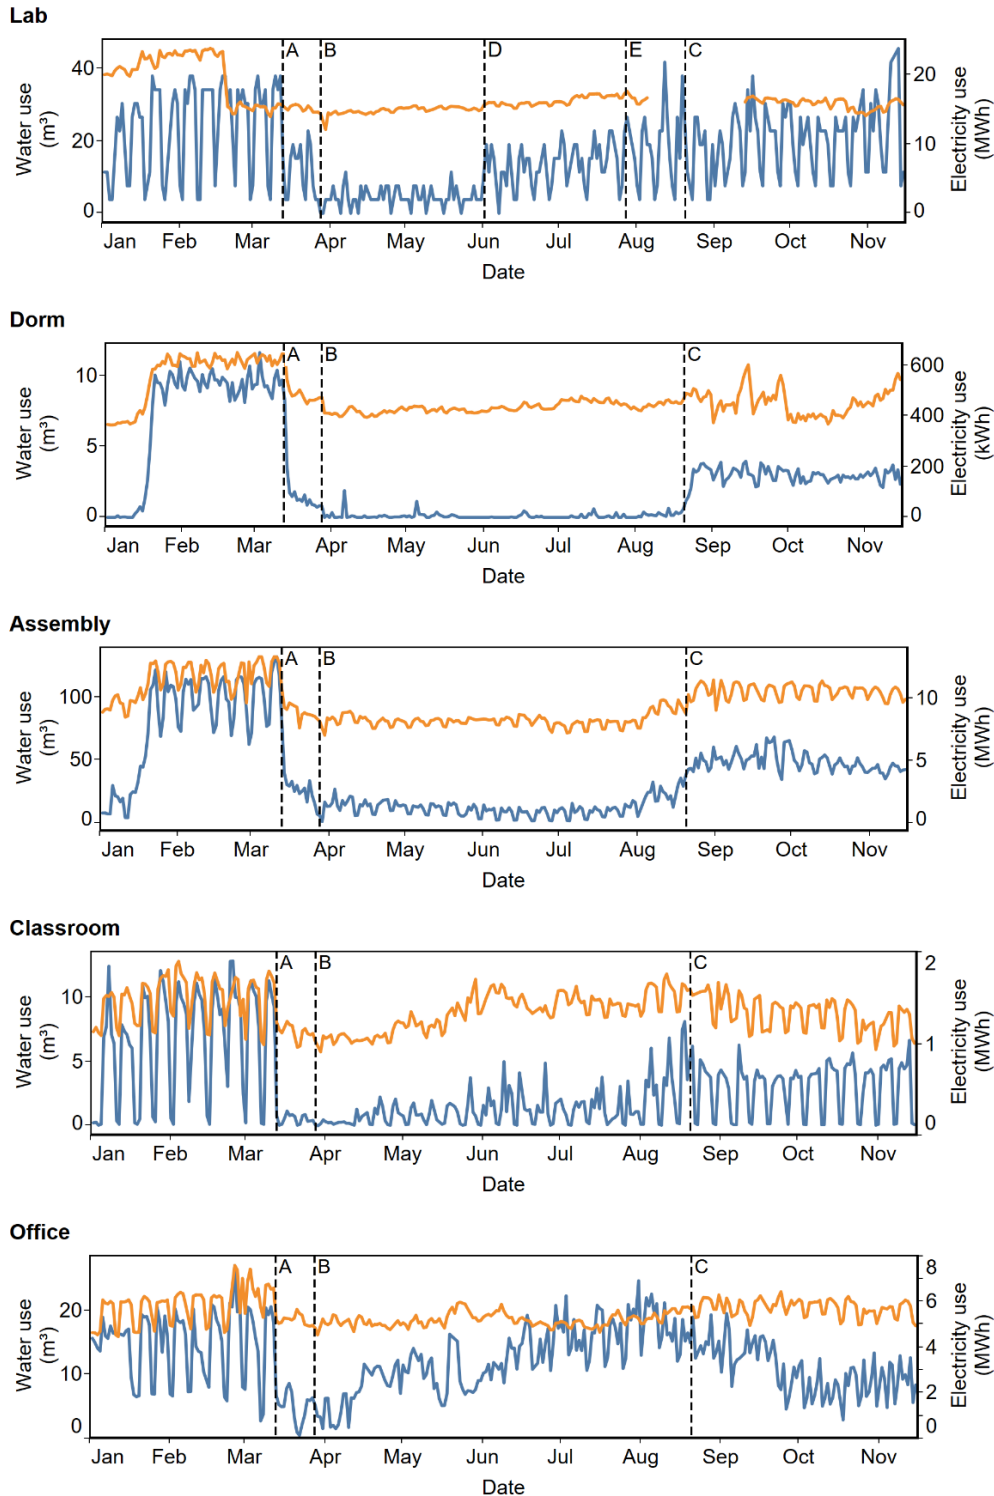 Lab
A B D E C
40
20
0
20
10
0
Water use
(m³)
Electricity use
(MWh)
Jan Feb Mar Apr May Jun Jul Aug Sep Oct Nov
Date
Dorm
A B C
10
5
0
600
400
200
0
Water use
(m³)
Electricity use
(kWh)
Jan Feb Mar Apr May Jun Jul Aug Sep Oct Nov
Date
Assembly
A B C
100
50
0
10
5
0
Water use
(m³)
Electricity use
(MWh)
Jan Feb Mar Apr May Jun Jul Aug Sep Oct Nov
Date
Classroom
A B C
10
5
0
2
1
0
Water use
(m³)
Electricity use
(MWh)
Jan Feb Mar Apr May Jun Jul Aug Sep Oct Nov
Date
Office
A B C
20
10
0
8
6
4
2
0
Water use
(m³)
Electricity use
(MWh)
Jan Feb Mar Apr May Jun Jul Aug Sep Oct Nov
Date